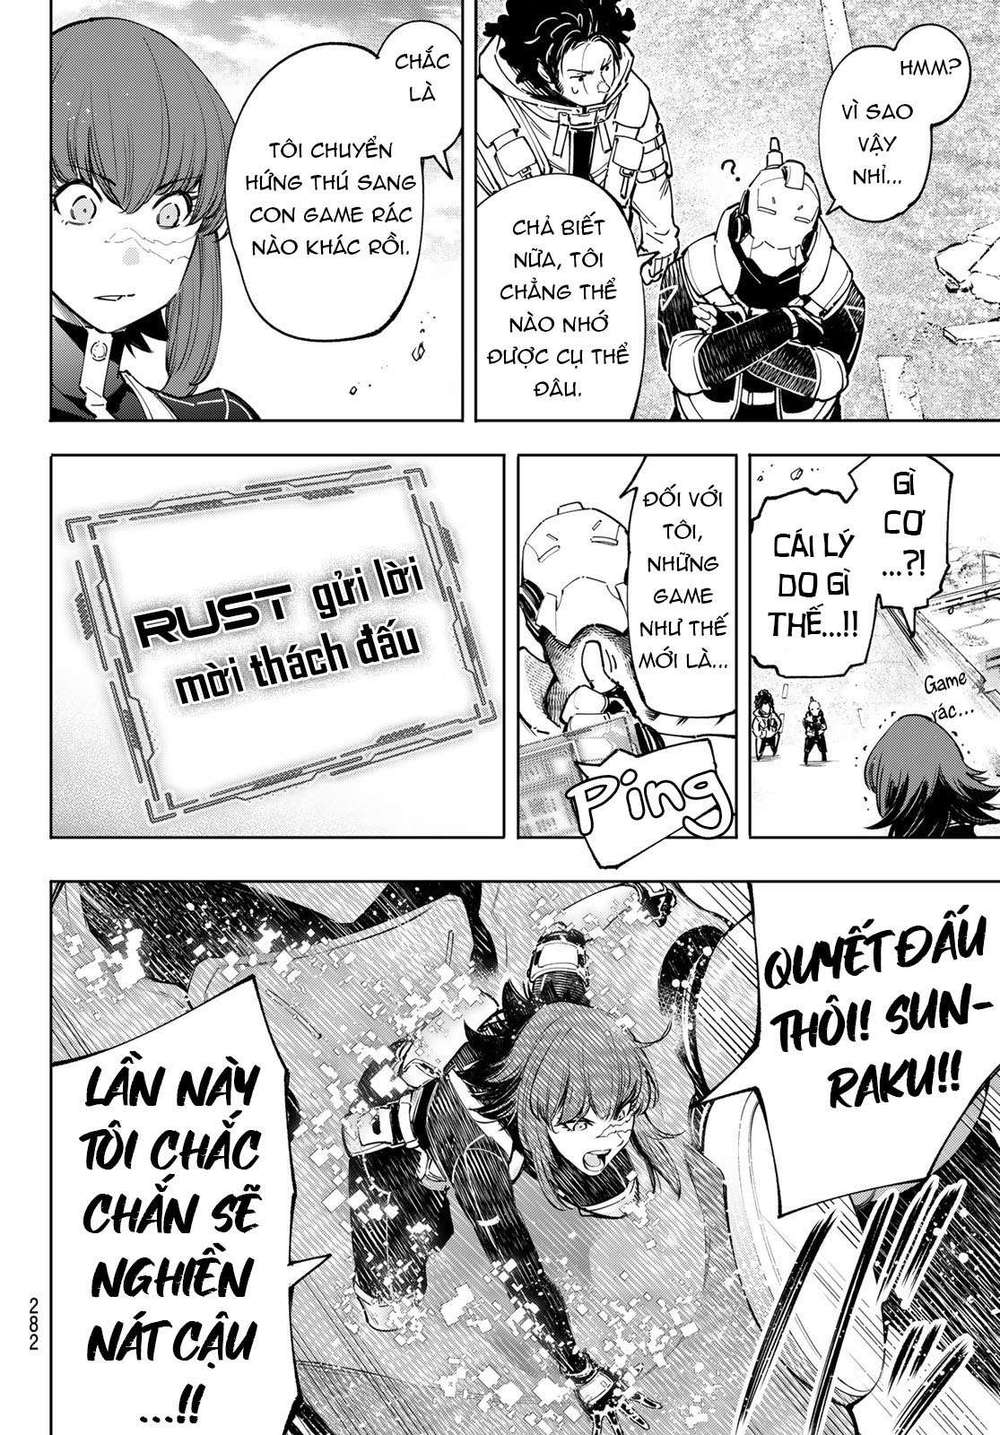 HMM?
VÌ SAO
VẬY
NHỈ...
?
CHẢ BIẾT
NỮA, TÔI
CHẲNG THỂ
NÀO NHỚ
ĐƯỢC CỤ THỂ
ĐÂU.
CHẮC
LÀ
TÔI CHUYỂN
HỨNG THÚ SANG
CON GAME RÁC
NÀO KHÁC RỒI.
GÌ
CƠ
...?!
CÁI LÝ
DO GÌ
THẾ...!!
Game
rác...
ĐỐI VỚI
TÔI,
NHỮNG
GAME
NHƯ THẾ
MỚI LÀ...
Ping
RUST gửi lời
mời thách đấu
QUYẾT ĐẤU
THÔI! SUN-
RAKU!!
LẦN NÀY
TÔI CHẮC
CHẮN SẼ
NGHIỀN
NÁT CẬU
...!!
282